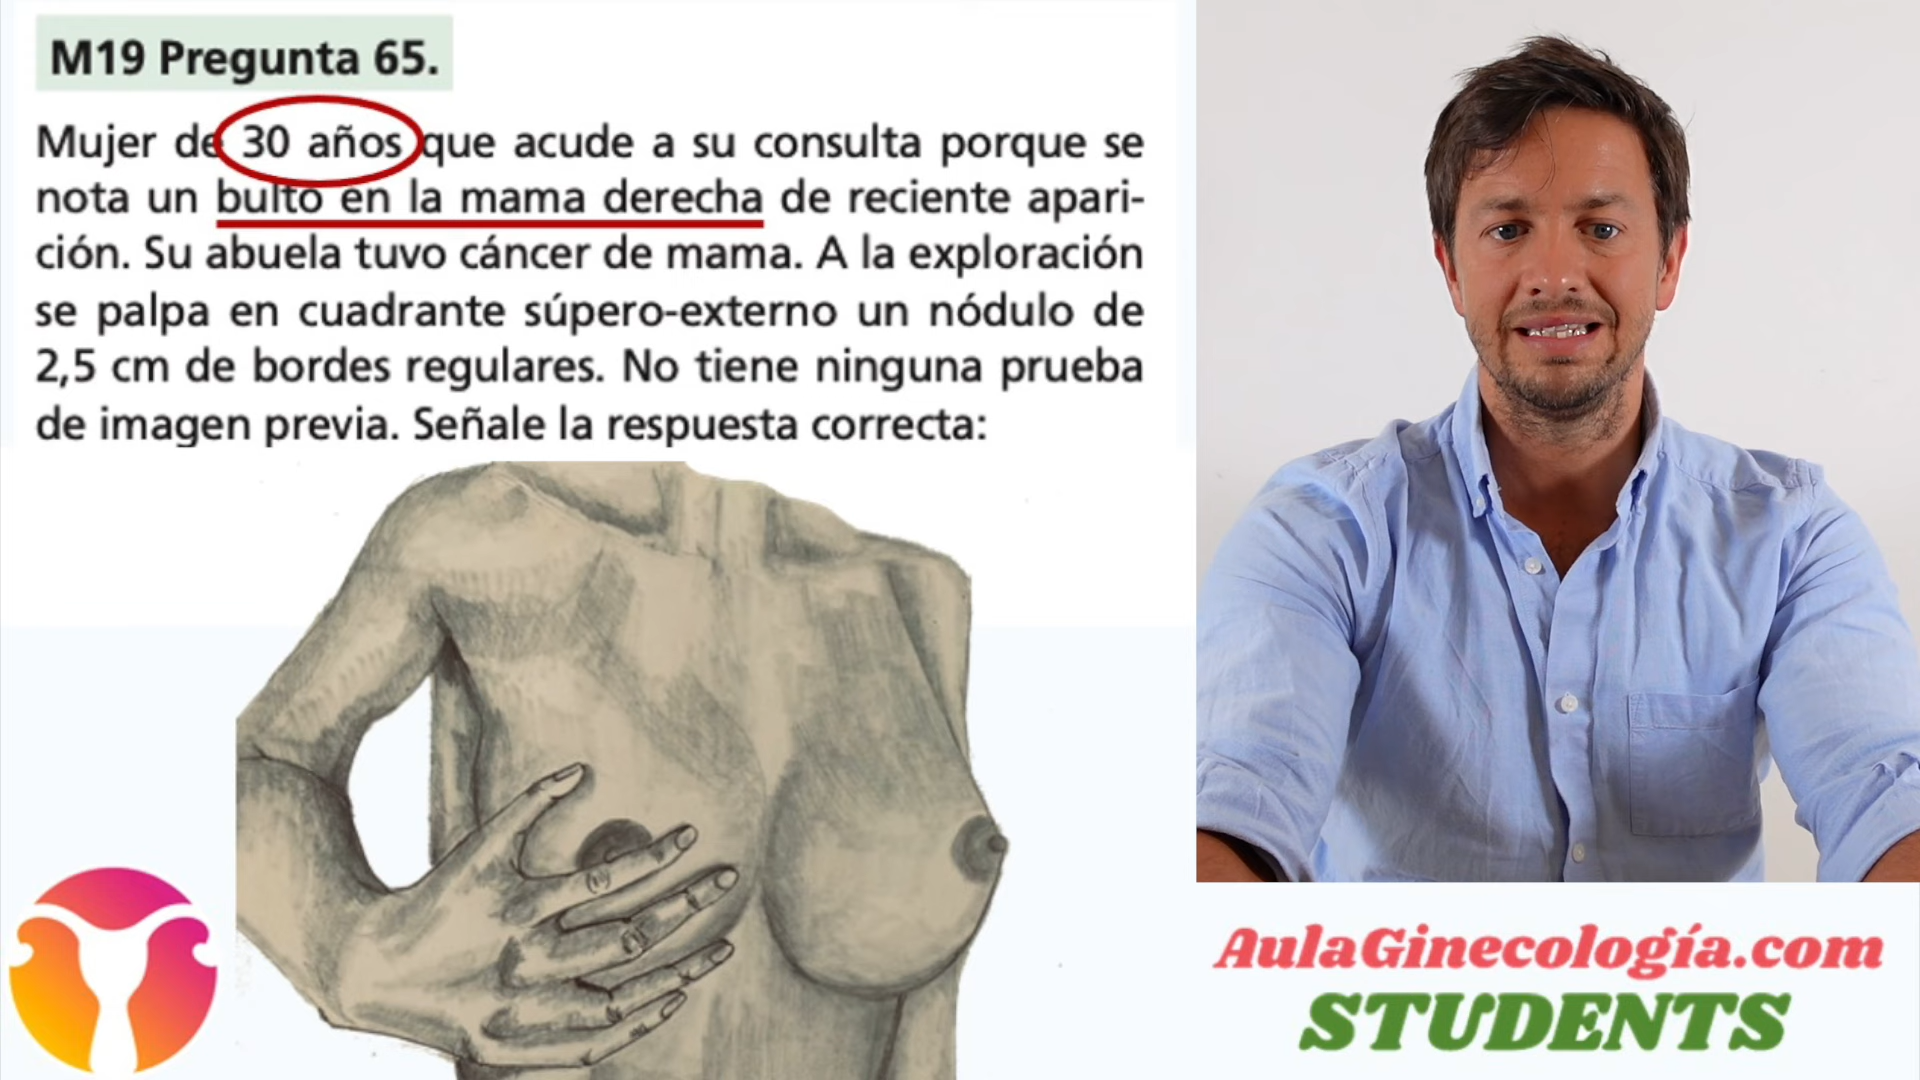 M19 Pregunta 65.
Mujer de 30 años que acude a su consulta porque se
nota un bulto en la mama derecha de reciente apari-
ción. Su abuela tuvo cáncer de mama. A la exploración
se palpa en cuadrante súpero-externo un nódulo de
2,5 cm de bordes regulares. No tiene ninguna prueba
de imagen previa. Señale la respuesta correcta:
AulaGinecología.com
STUDENTS